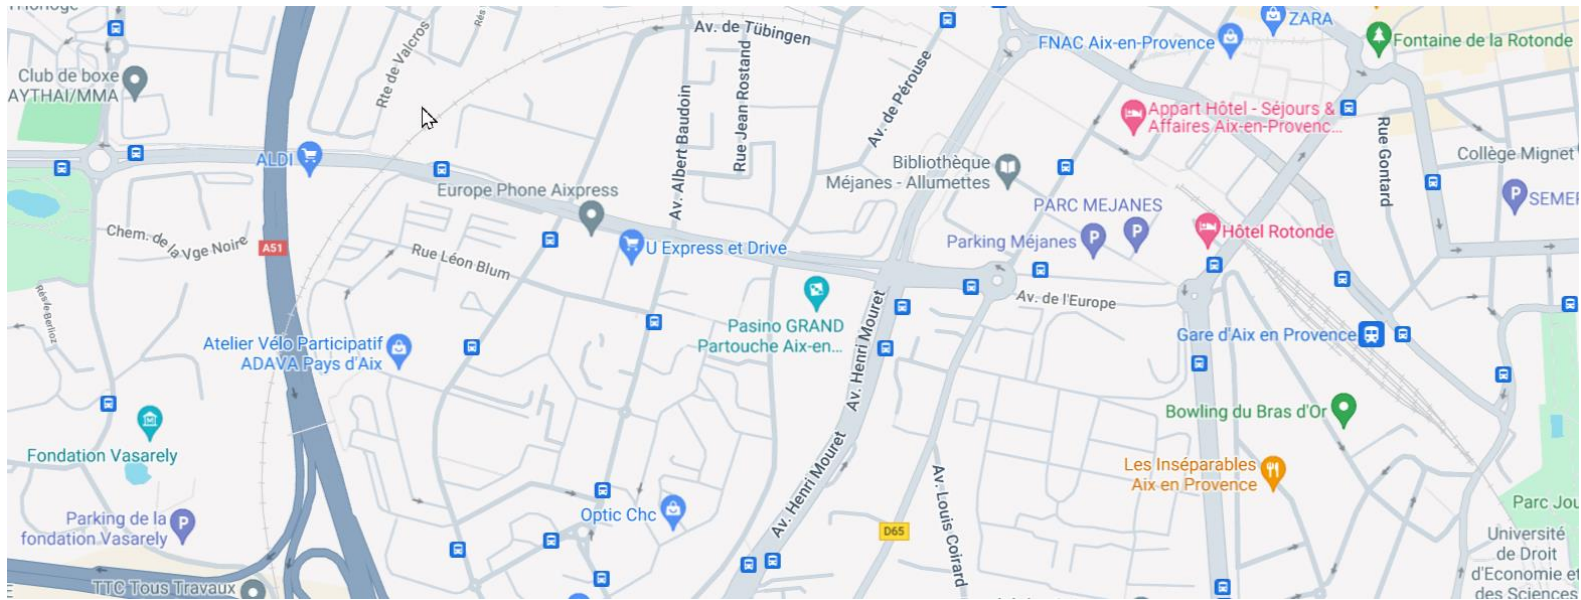 Av. de Tübingen
ZARA
FNAC Aix-en-Provence
Fontaine de la Rotonde
Rte de Valcros
Rés
Club de boxe
AYTHAI/MMA
Rue Jean Rostand
Av. de Pérouse
Av. Albert Baudoin
Appart Hôtel - Séjours &
Affaires Aix-en-Provenc...
Rue Gontard
ALDI
Bibliothèque
Méjanes - Allumettes
Collège Mignet
Europe Phone Aixpress
PARC MEJANES
SEMEP
Chem. de la Vge Noire
A51
Rue Léon Blum
U Express et Drive
Parking Méjanes
Hôtel Rotonde
Av. de l'Europe
Pasino GRAND
Partouche Aix-en...
Av. Henri Mouret
Gare d'Aix en Provence
Atelier Vélo Participatif
ADAVA Pays d'Aix
Bowling du Bras d'Or
Fondation Vasarely
Av. Henri Mouret
Les Inséparables
Aix en Provence
Av. Louis Coirard
Optic Chc
D65
Parc Jou
Parking de la
fondation Vasarely
Université
de Droit
d'Economie et
des Sciences
TTC Tous Travaux